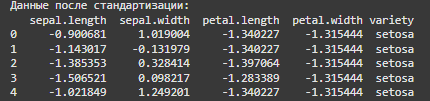 Данные после стандартизации:
sepal.length sepal.width petal.length petal.width variety
0 -0.900681 1.019004 -1.340227 -1.315444 setosa
1 -1.143017 -0.131979 -1.340227 -1.315444 setosa
2 -1.385353 0.328414 -1.397064 -1.315444 setosa
3 -1.506521 0.098217 -1.283389 -1.315444 setosa
4 -1.021849 1.249201 -1.340227 -1.315444 setosa